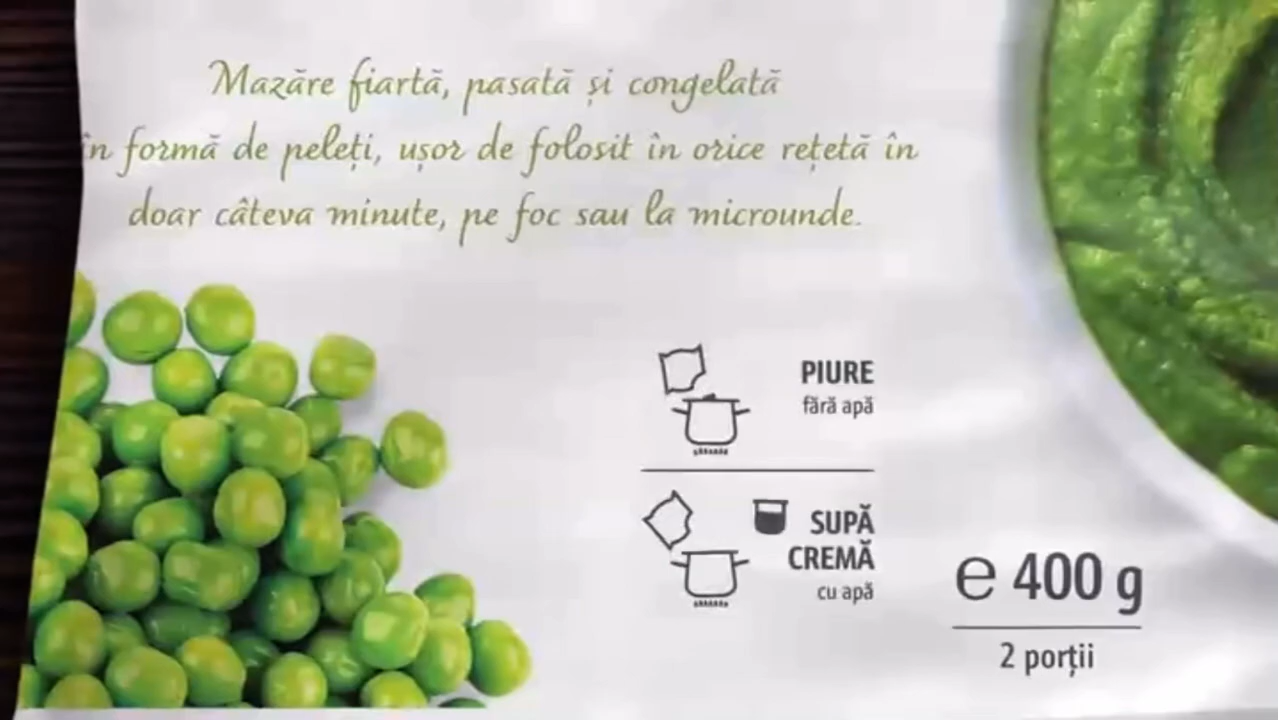 Mazăre fiartă, pasată și congelată
în formă de peleți, ușor de folosit în orice rețetă în
doar câteva minute, pe foc sau la microunde.
PIURE
fără apă
SUPĂ
CREMĂ
cu apă
e 400 g
2 porții